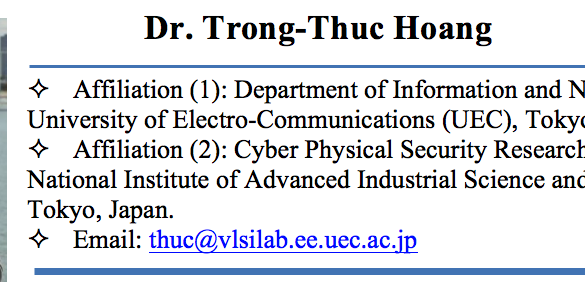 Dr. Trong-Thuc Hoang
✧ Affiliation (1): Department of Information and N
University of Electro-Communications (UEC), Tokyo
✧ Affiliation (2): Cyber Physical Security Research
National Institute of Advanced Industrial Science and
Tokyo, Japan.
✧ Email: thuc@vlsilab.ee.uec.ac.jp